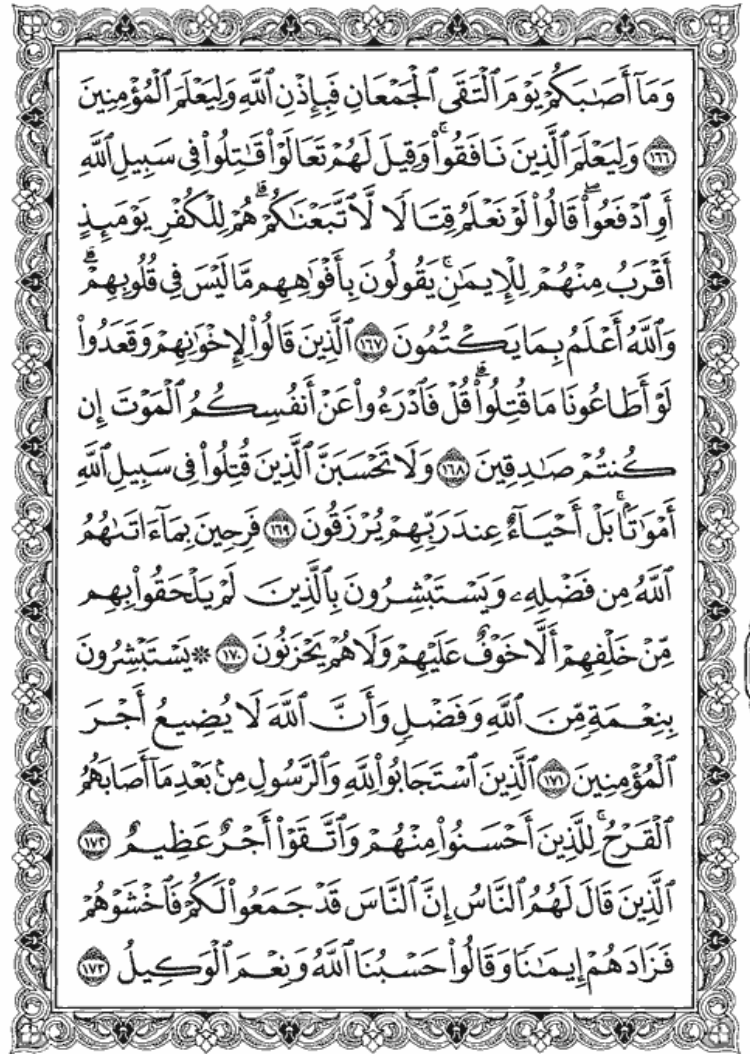 وَمَآ أَصَٰبَكُمْ يَوْمَ ٱلْتَقَى ٱلْجَمْعَانِ فَبِإِذْنِ ٱللَّهِ وَلِيَعْلَمَ ٱلْمُؤْمِنِينَ
١٦٦ وَلِيَعْلَمَ ٱلَّذِينَ نَافَقُوا۟ ۚ وَقِيلَ لَهُمْ تَعَالَوْا۟ قَٰتِلُوا۟ فِى سَبِيلِ ٱللَّهِ
أَوِ ٱدْفَعُوا۟ ۖ قَالُوا۟ لَوْ نَعْلَمُ قِتَالًا لَّٱتَّبَعْنَٰكُمْ ۗ هُمْ لِلْكُفْرِ يَوْمَئِذٍ
أَقْرَبُ مِنْهُمْ لِلْإِيمَٰنِ ۚ يَقُولُونَ بِأَفْوَٰهِهِم مَّا لَيْسَ فِى قُلُوبِهِمْ ۗ
وَٱللَّهُ أَعْلَمُ بِمَا يَكْتُمُونَ ١٦٧ ٱلَّذِينَ قَالُوا۟ لِإِخْوَٰنِهِمْ وَقَعَدُوا۟
لَوْ أَطَاعُونَا مَا قُتِلُوا۟ ۗ قُلْ فَٱدْرَءُوا۟ عَنْ أَنفُسِكُمُ ٱلْمَوْتَ إِن
كُنتُمْ صَٰدِقِينَ ١٦٨ وَلَا تَحْسَبَنَّ ٱلَّذِينَ قُتِلُوا۟ فِى سَبِيلِ ٱللَّهِ
أَمْوَٰتًۢا ۚ بَلْ أَحْيَآءٌ عِندَ رَبِّهِمْ يُرْزَقُونَ ١٦٩ فَرِحِينَ بِمَآ ءَاتَىٰهُمُ
ٱللَّهُ مِن فَضْلِهِۦ وَيَسْتَبْشِرُونَ بِٱلَّذِينَ لَمْ يَلْحَقُوا۟ بِهِم
مِّنْ خَلْفِهِمْ أَلَّا خَوْفٌ عَلَيْهِمْ وَلَا هُمْ يَحْزَنُونَ ١٧٠ ۞ يَسْتَبْشِرُونَ
بِنِعْمَةٍ مِّنَ ٱللَّهِ وَفَضْلٍ وَأَنَّ ٱللَّهَ لَا يُضِيعُ أَجْرَ
ٱلْمُؤْمِنِينَ ١٧١ ٱلَّذِينَ ٱسْتَجَابُوا۟ لِلَّهِ وَٱلرَّسُولِ مِنۢ بَعْدِ مَآ أَصَابَهُمُ
ٱلْقَرْحُ ۚ لِلَّذِينَ أَحْسَنُوا۟ مِنْهُمْ وَٱتَّقَوْا۟ أَجْرٌ عَظِيمٌ ١٧٢
ٱلَّذِينَ قَالَ لَهُمُ ٱلنَّاسُ إِنَّ ٱلنَّاسَ قَدْ جَمَعُوا۟ لَكُمْ فَٱخْشَوْهُمْ
فَزَادَهُمْ إِيمَٰنًا وَقَالُوا۟ حَسْبُنَا ٱللَّهُ وَنِعْمَ ٱلْوَكِيلُ ١٧٣